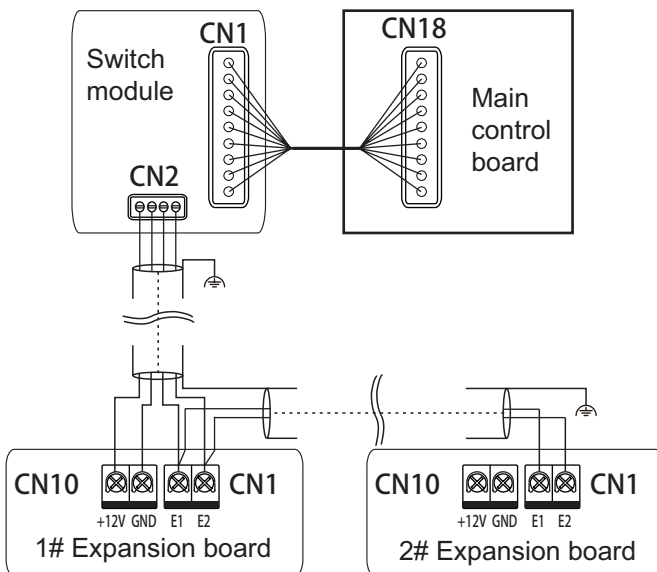 CN1
CN18
Switch
module
Main
control
board
CN2
CN10
CN1
+12V GND E1 E2
1# Expansion board
CN10
CN1
+12V GND E1 E2
2# Expansion board